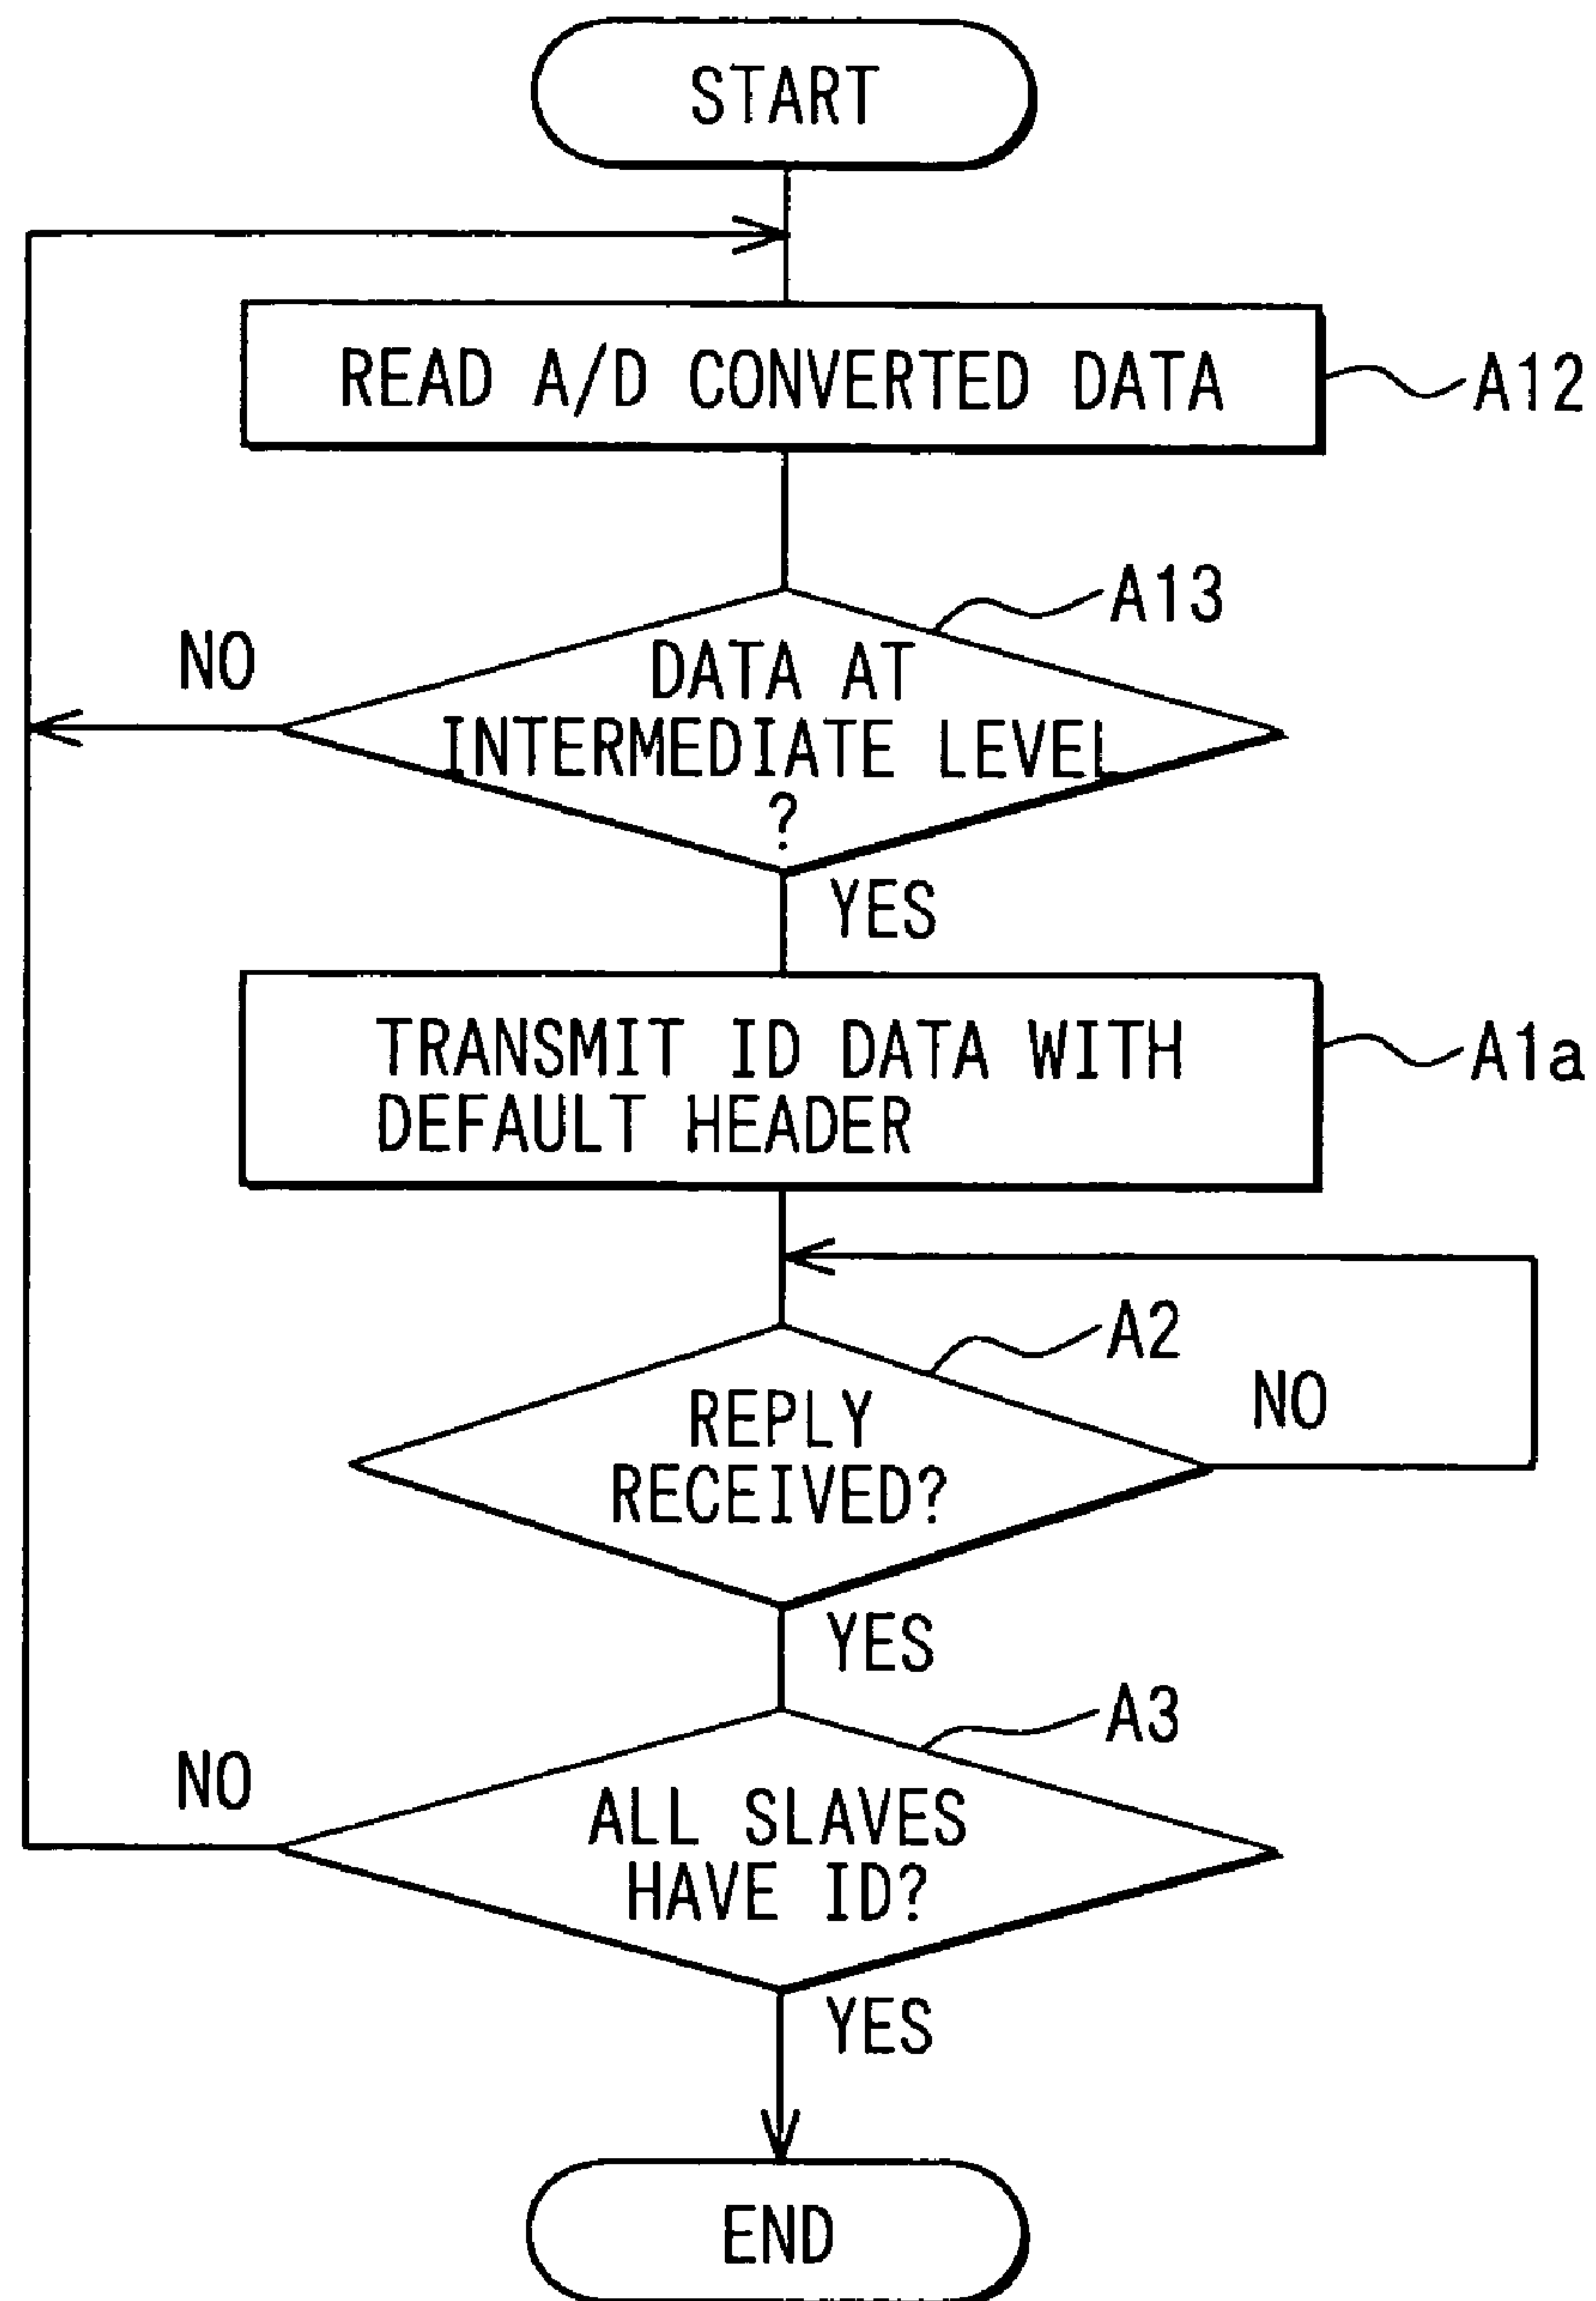 START
READ A/D CONVERTED DATA
A12
A13
NO
DATA AT
INTERMEDIATE LEVEL
?
YES
TRANSMIT ID DATA WITH
DEFAULT HEADER
A1a
A2
NO
REPLY
RECEIVED?
YES
A3
NO
ALL SLAVES
HAVE ID?
YES
END